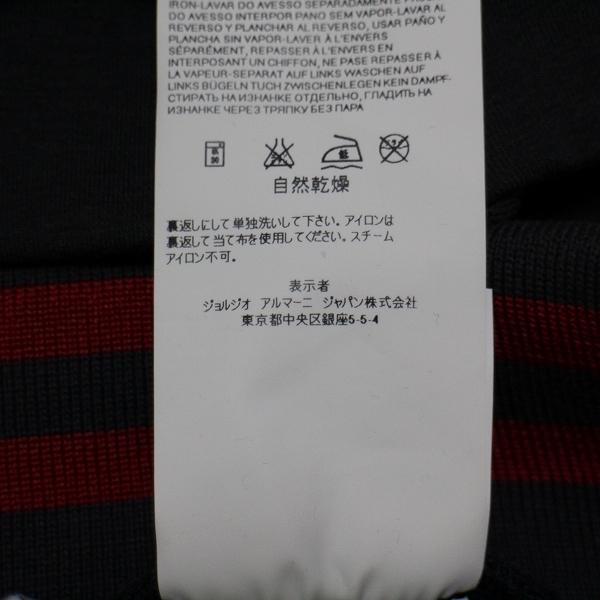 IRON-LAVAR DO AVESSO SEPARADAMENTE
DO AVESSO INTERPOR PANO SEM VAPOR-LAVAR AL
REVERSO Y PLANCHAR AL REVERSO, USAR PAÑO Y
PLANCHA SIN VAPOR-LAVER À L'ENVERS
SÉPARÉMENT, REPASSER À L'ENVERS EN
INTERPOSANT UN CHIFFON, NE PASE REPASSER À
LA VAPEUR-SEPARAT AUF LINKS WASCHEN AUF
LINKS BÜGELN TUCH ZWISCHENLEGEN KEIN DAMPF-
СТИРАТЬ НА ИЗНАНКЕ ОТДЕЛЬНО, ГЛАДИТЬ НА
ИЗНАНКЕ ЧЕРЕЗ ТРЯПКУ БЕЗ ПАРА
低
自然乾燥
裏返しにして単独洗いして下さい。アイロンは
裏返して当て布を使用してください。スチーム
アイロン不可。
表示者
ジョルジオ アルマーニ ジャパン株式会社
東京都中央区銀座5-5-4